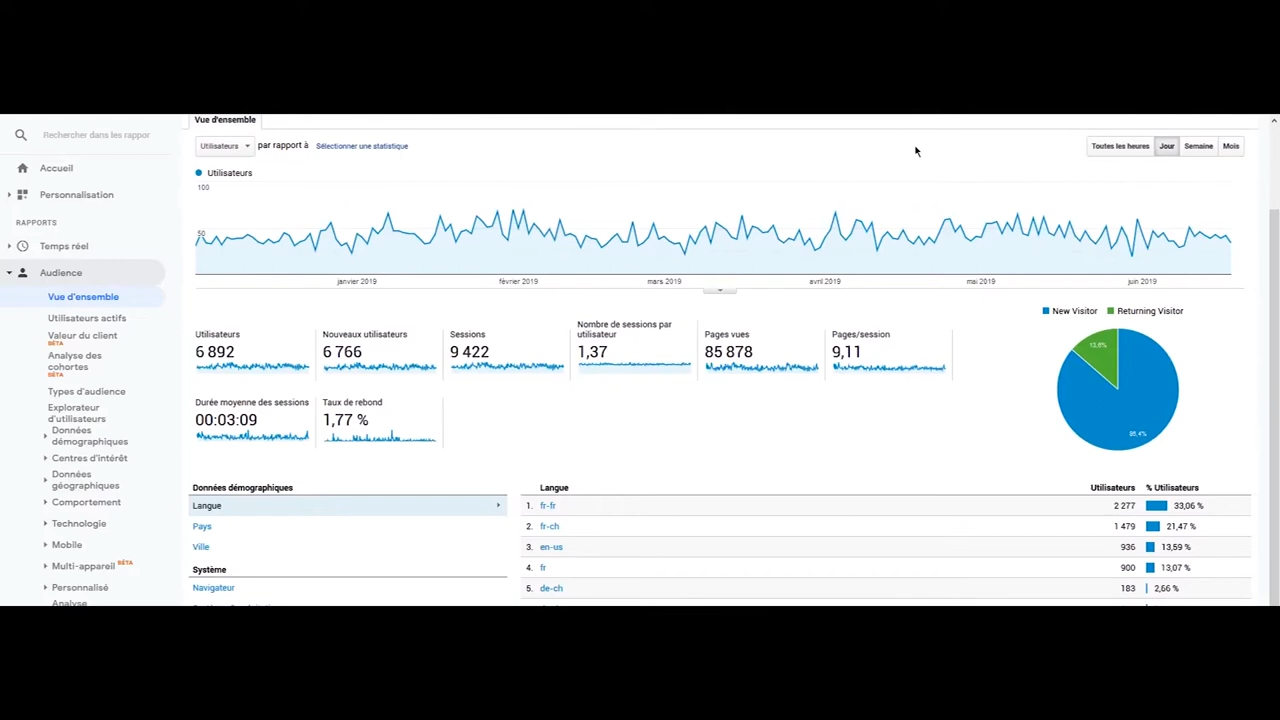 Vue d'ensemble
Rechercher dans les rappor
Utilisateurs par rapport à Sélectionner une statistique
Toutes les heures Jour Semaine Mois
Accueil
Utilisateurs
100
Personnalisation
RAPPORTS
50
Temps réel
Audience
janvier 2019 février 2019 mars 2019 avril 2019 mai 2019 juin 2019
Vue d'ensemble
Utilisateurs actifs
Valeur du client
BÊTA
Analyse des
cohortes
BÊTA
Types d'audience
Explorateur
d'utilisateurs
Données
démographiques
Centres d'intérêt
Données
géographiques
Comportement
Technologie
Mobile
Multi-appareil BÊTA
Personnalisé
Analyse
New Visitor Returning Visitor
Utilisateurs
6 892
Nouveaux utilisateurs
6 766
Sessions
9 422
Nombre de sessions par
utilisateur
1,37
Pages vues
85 878
Pages/session
9,11
13,6%
86,4%
Durée moyenne des sessions
00:03:09
Taux de rebond
1,77 %
Données démographiques
Langue
Pays
Ville
Système
Navigateur
Langue Utilisateurs % Utilisateurs
1. fr-fr 2 277 33,06 %
2. fr-ch 1 479 21,47 %
3. en-us 936 13,59 %
4. fr 900 13,07 %
5. de-ch 183 2,66 %